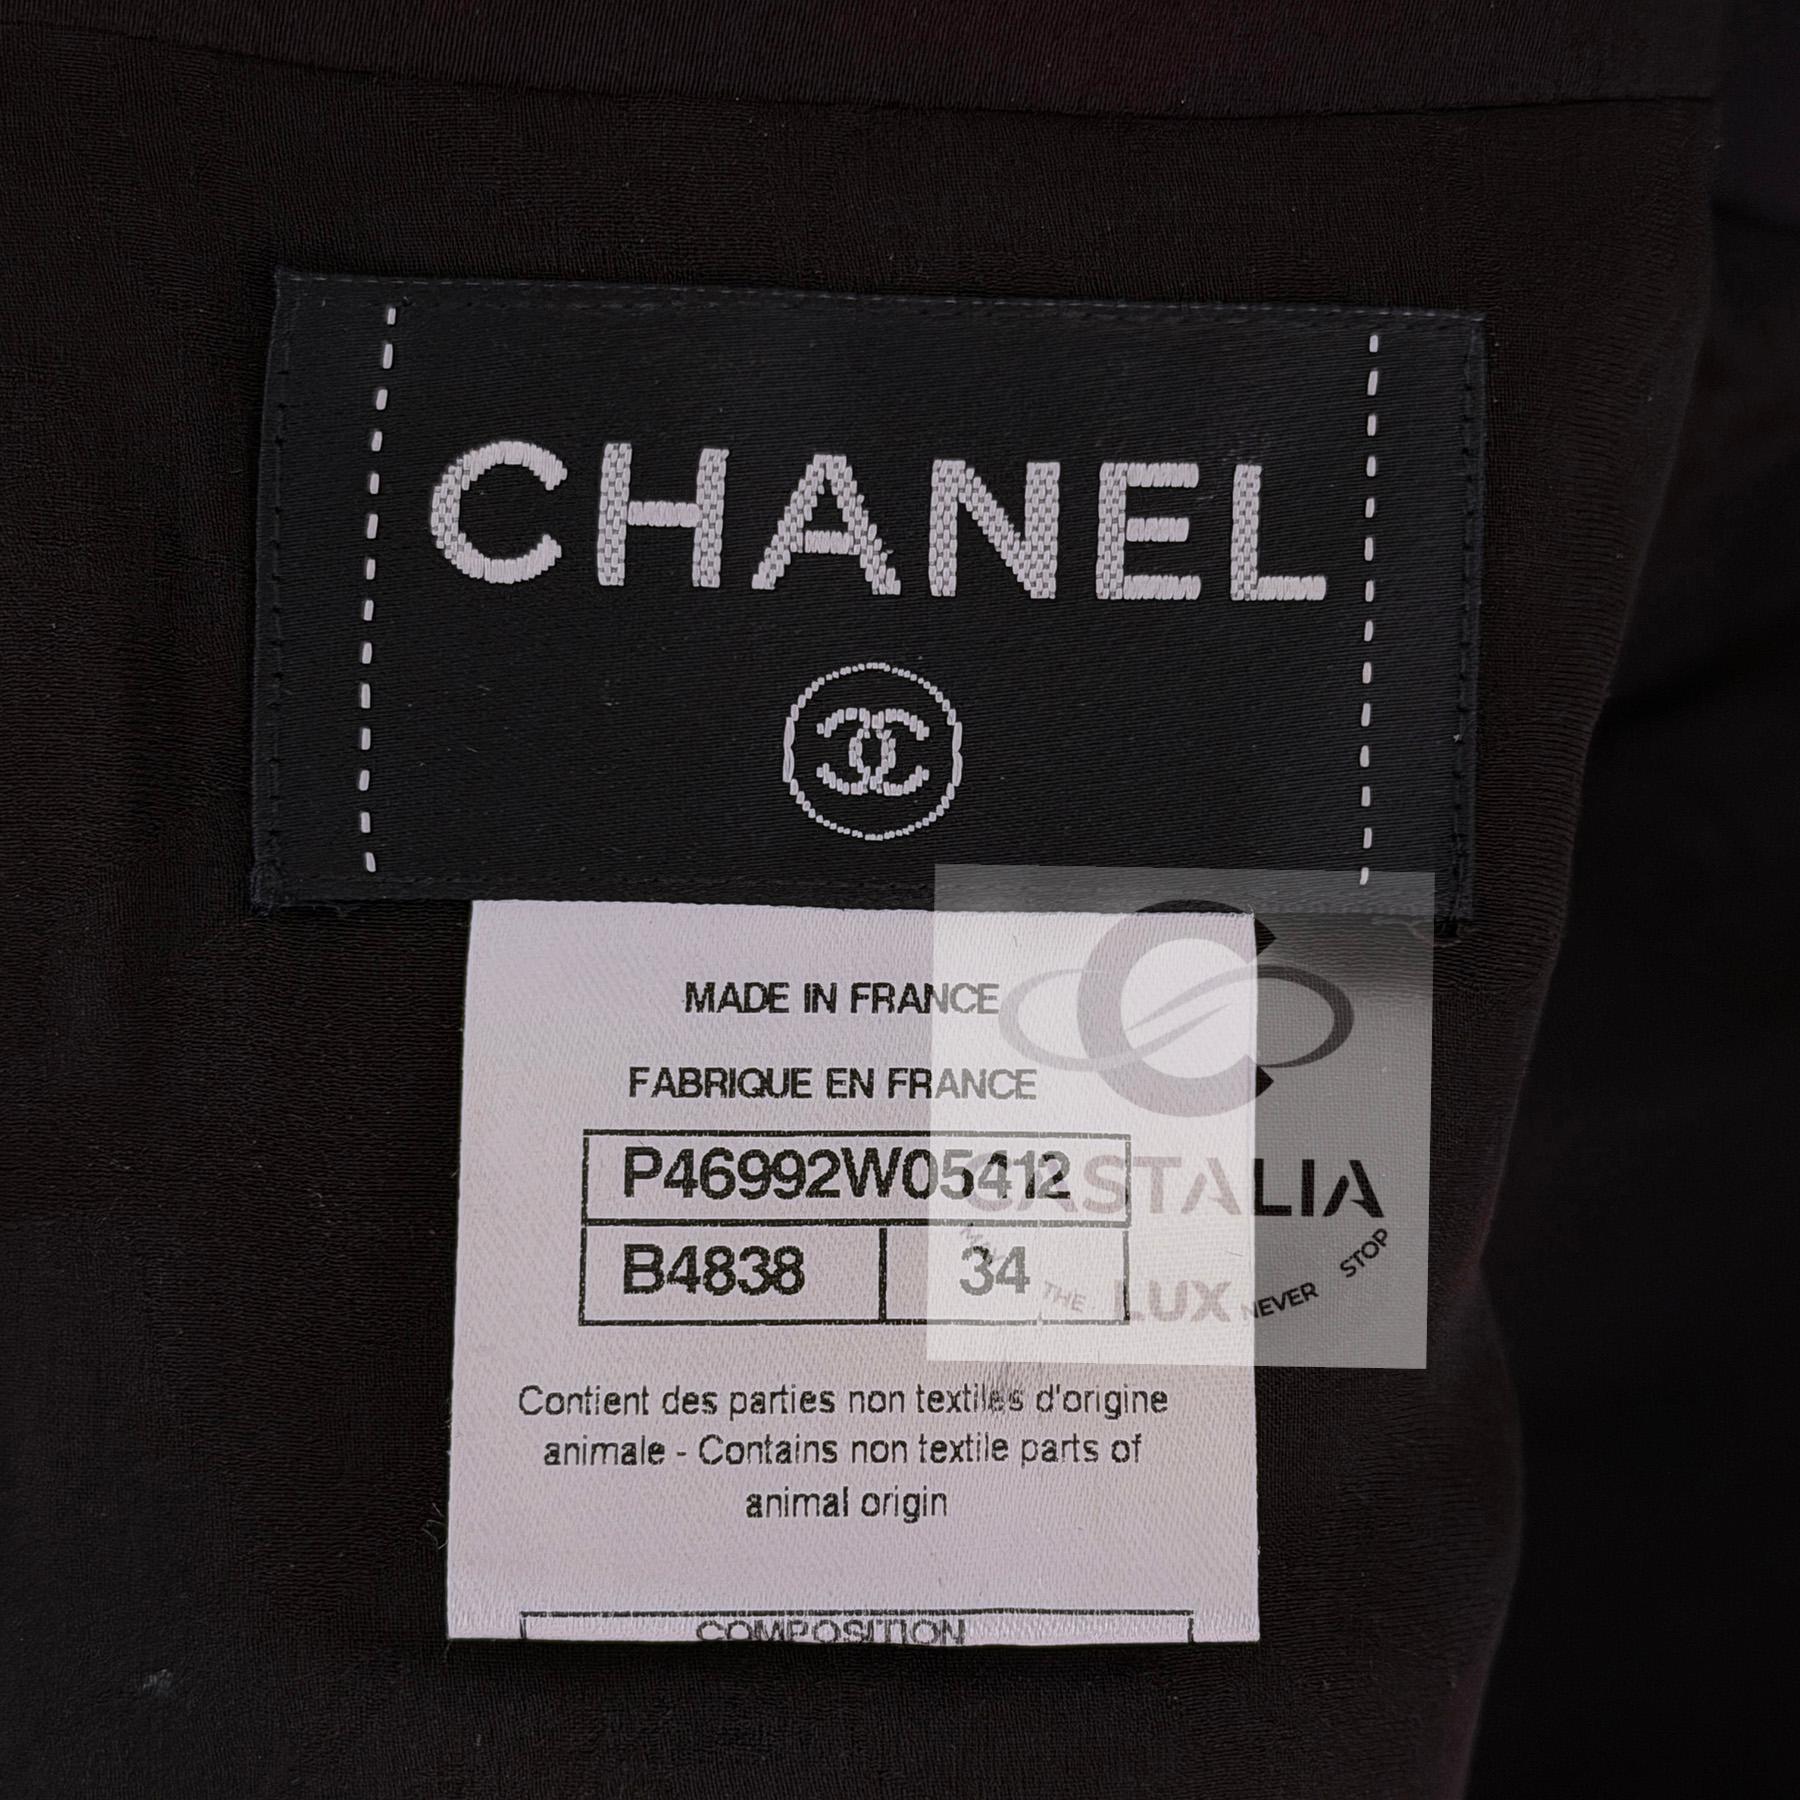 CHANEL
MADE IN FRANCE
FABRIQUE EN FRANCE
P46992W05412
B4838 34
Contient des parties non textiles d'origine
animale - Contains non textile parts of
animal origin
COMPOSITION
CASTALIA
THE LUX NEVER STOP